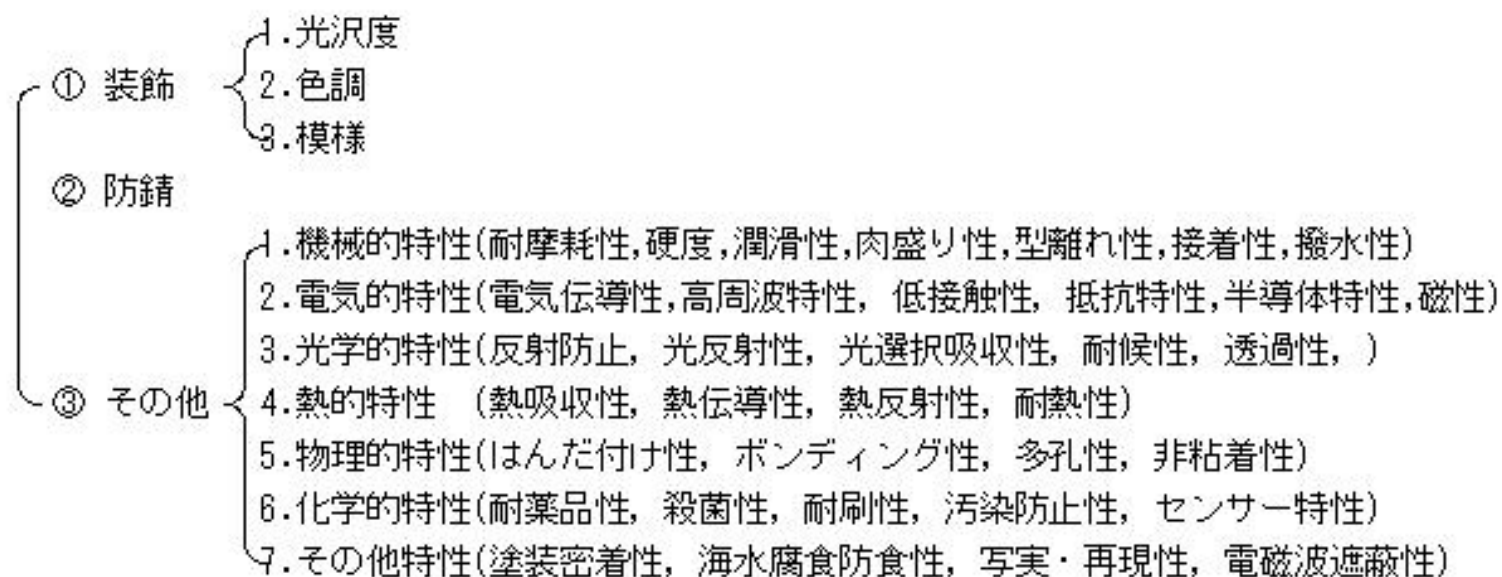 1.光沢度
① 装飾 2.色調
3.模様
② 防錆
1.機械的特性(耐摩耗性,硬度,潤滑性,肉盛り性,型離れ性,接着性,撥水性)
2.電気的特性(電気伝導性,高周波特性, 低接触性, 抵抗特性,半導体特性,磁性)
3.光学的特性(反射防止, 光反射性, 光選択吸収性, 耐候性, 透過性, )
③ その他 4.熱的特性 (熱吸収性, 熱伝導性, 熱反射性, 耐熱性)
5.物理的特性(はんだ付け性, ボンディング性, 多孔性, 非粘着性)
6.化学的特性(耐薬品性, 殺菌性, 耐刷性, 汚染防止性, センサー特性)
7.その他特性(塗装密着性, 海水腐食防食性, 写実・再現性, 電磁波遮蔽性)